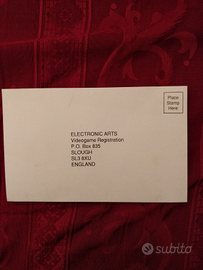 Place
Stamp
Here
ELECTRONIC ARTS
Videogame Registration
P.O. Box 835
SLOUGH
SL3 8XU
ENGLAND
subito